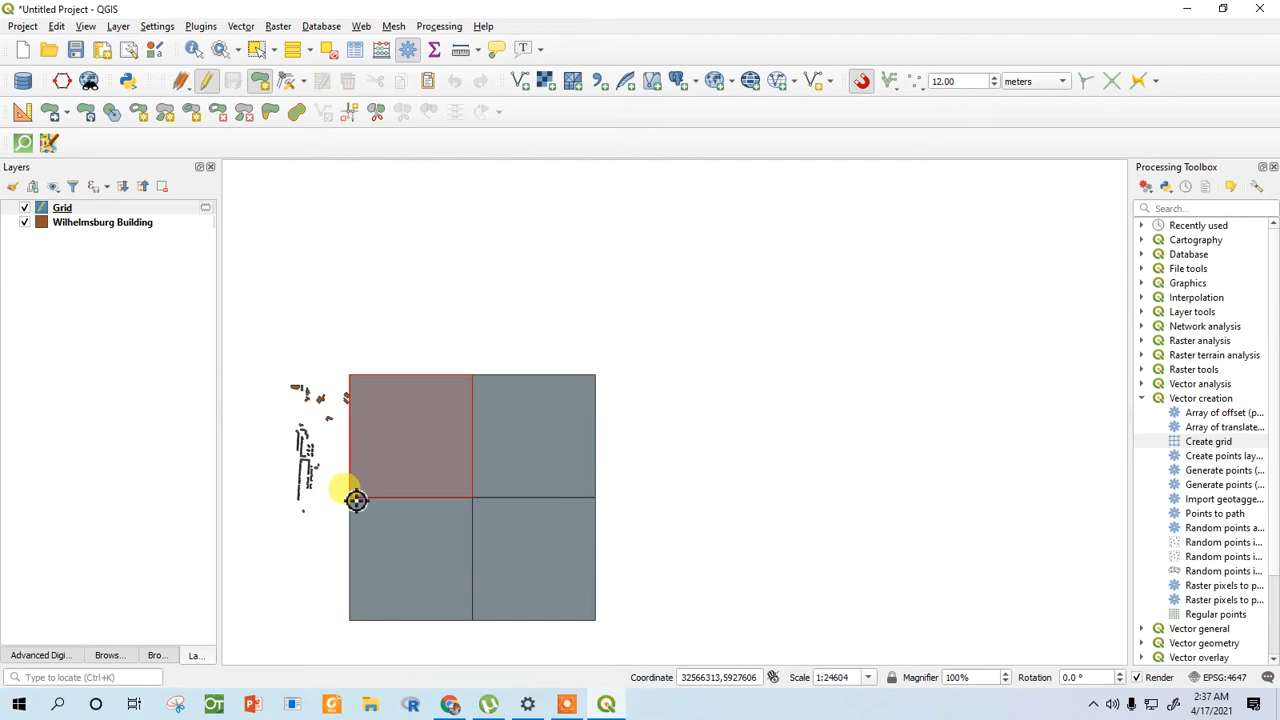 *Untitled Project — QGIS
Project Edit View Layer Settings Plugins Vector Raster Database Web Mesh Processing Help
12.00 meters
Layers
Processing Toolbox
Grid
Wilhelmsburg Building
Search...
Recently used
Cartography
Database
File tools
Graphics
Interpolation
Layer tools
Network analysis
Raster analysis
Raster terrain analysis
Raster tools
Vector analysis
Vector creation
Array of offset (p...
Array of translate...
Create grid
Create points lay...
Generate points (...
Generate points (...
Import geotagge...
Points to path
Random points a...
Random points i...
Random points i...
Random points i...
Raster pixels to p...
Raster pixels to p...
Regular points
Vector general
Vector geometry
Vector overlay
Advanced Digi... Brows... Bro... La...
Type to locate (Ctrl+K)
Coordinate 32566313,5927606 Scale 1:24604 Magnifier 100% Rotation 0.0 ° Render EPSG:4647
2:37 AM
4/17/2021